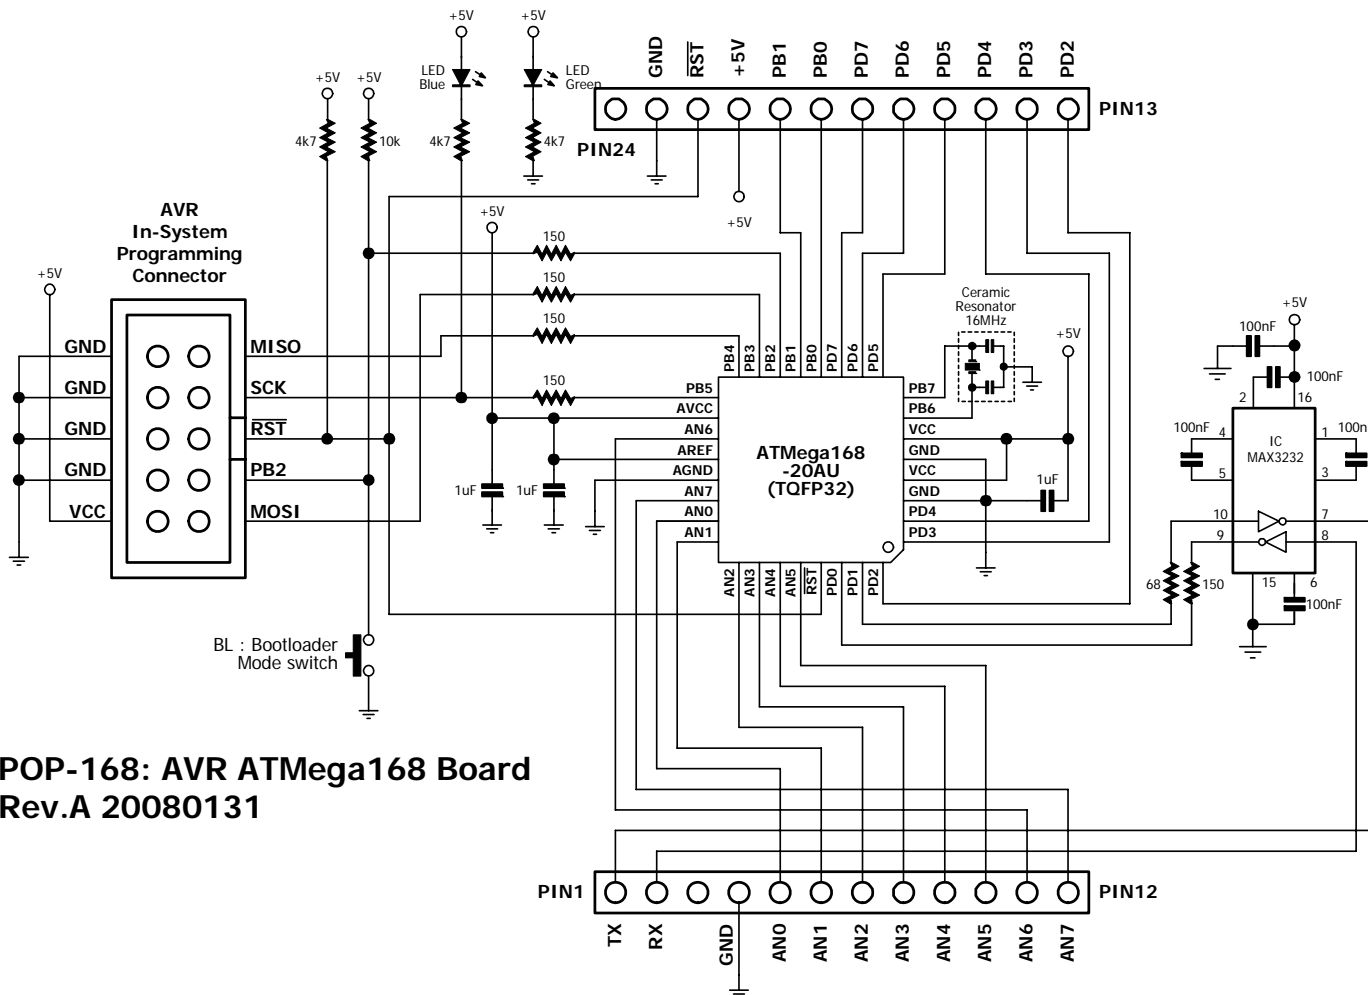 +5V
+5V
LED
Blue
LED
Green
+5V
+5V
4k7
10k
4k7
4k7
GND
RST
+5V
PB1
PB0
PD7
PD6
PD5
PD4
PD3
PD2
PIN13
PIN24
+5V
AVR
In-System
Programming
Connector
+5V
GND
GND
GND
GND
VCC
MISO
SCK
RST
PB2
MOSI
+5V
150
150
150
150
1uF
1uF
PB4
PB3
PB2
PB1
PB0
PD7
PD6
PD5
PB5
AVCC
AN6
AREF
AGND
AN7
AN0
AN1
ATMega168
-20AU
(TQFP32)
PB7
PB6
VCC
GND
VCC
GND
PD4
PD3
AN2
AN3
AN4
AN5
RST
PD0
PD1
PD2
Ceramic
Resonator
16MHz
+5V
1uF
+5V
100nF
100nF
2
16
100nF
4
5
IC
MAX3232
1
3
100n
10
9
7
8
68
150
15
6
100nF
BL : Bootloader
Mode switch
POP-168: AVR ATMega168 Board
Rev.A 20080131
PIN1
PIN12
TX
RX
GND
AN0
AN1
AN2
AN3
AN4
AN5
AN6
AN7